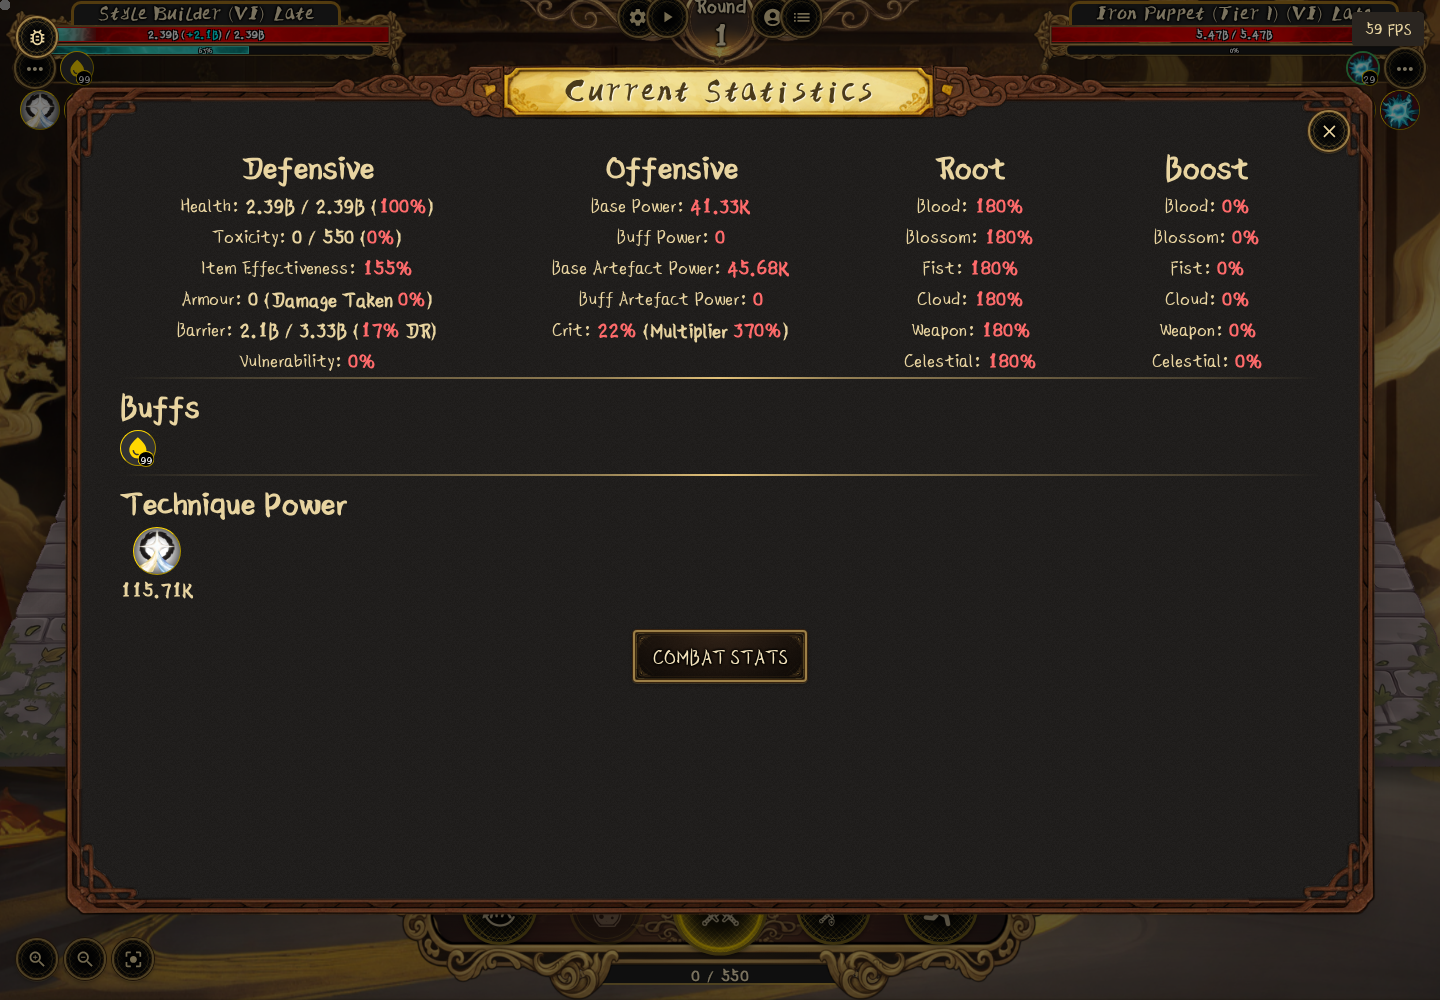 Style Builder (VI) Late
2.39B (+2.1B) / 2.39B
63%
99
Round
1
Iron Puppet (Tier 1) (VI) Late
5.47B / 5.47B
0%
29
59 FPS
Current Statistics
Defensive
Health: 2.39B / 2.39B (100%)
Toxicity: 0 / 550 (0%)
Item Effectiveness: 155%
Armour: 0 (Damage Taken 0%)
Barrier: 2.1B / 3.33B (17% DR)
Vulnerability: 0%
Offensive
Base Power: 41.33K
Buff Power: 0
Base Artefact Power: 45.68K
Buff Artefact Power: 0
Crit: 22% (Multiplier 370%)
Root
Blood: 180%
Blossom: 180%
Fist: 180%
Cloud: 180%
Weapon: 180%
Celestial: 180%
Boost
Blood: 0%
Blossom: 0%
Fist: 0%
Cloud: 0%
Weapon: 0%
Celestial: 0%
Buffs
99
Technique Power
115.71K
COMBAT STATS
0 / 550